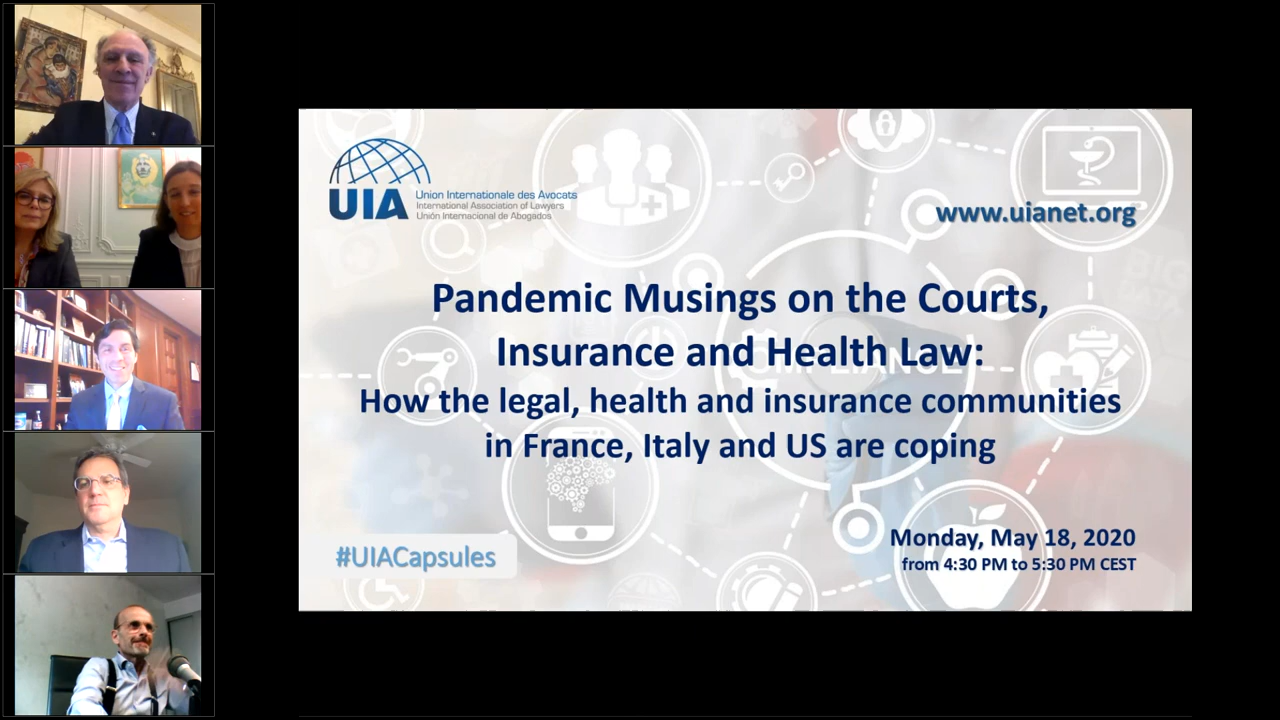 UIA
Union Internationale des Avocats
International Association of Lawyers
Unión Internacional de Abogados
www.uianet.org
Pandemic Musings on the Courts,
Insurance and Health Law:
How the legal, health and insurance communities
in France, Italy and US are coping
#UIACapsules
Monday, May 18, 2020
from 4:30 PM to 5:30 PM CEST